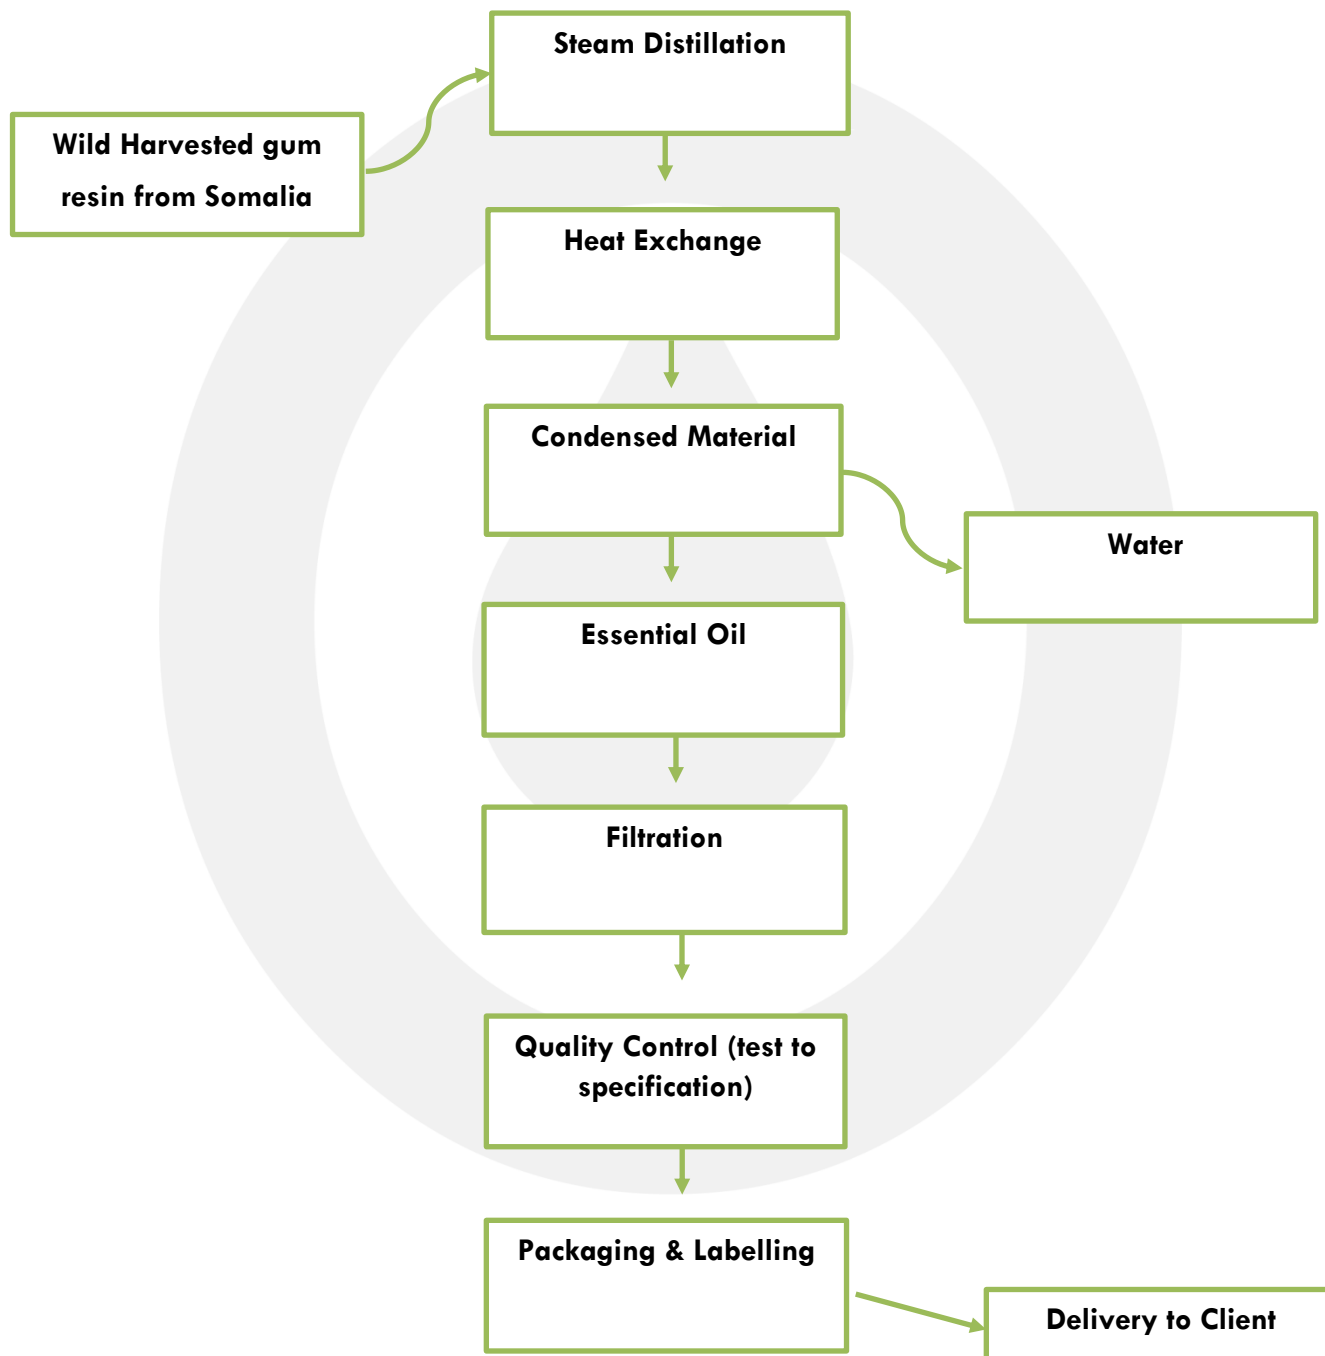 Steam Distillation
Wild Harvested gum
resin from Somalia
Heat Exchange
Condensed Material
Water
Essential Oil
Filtration
Quality Control (test to
specification)
Packaging & Labelling
Delivery to Client